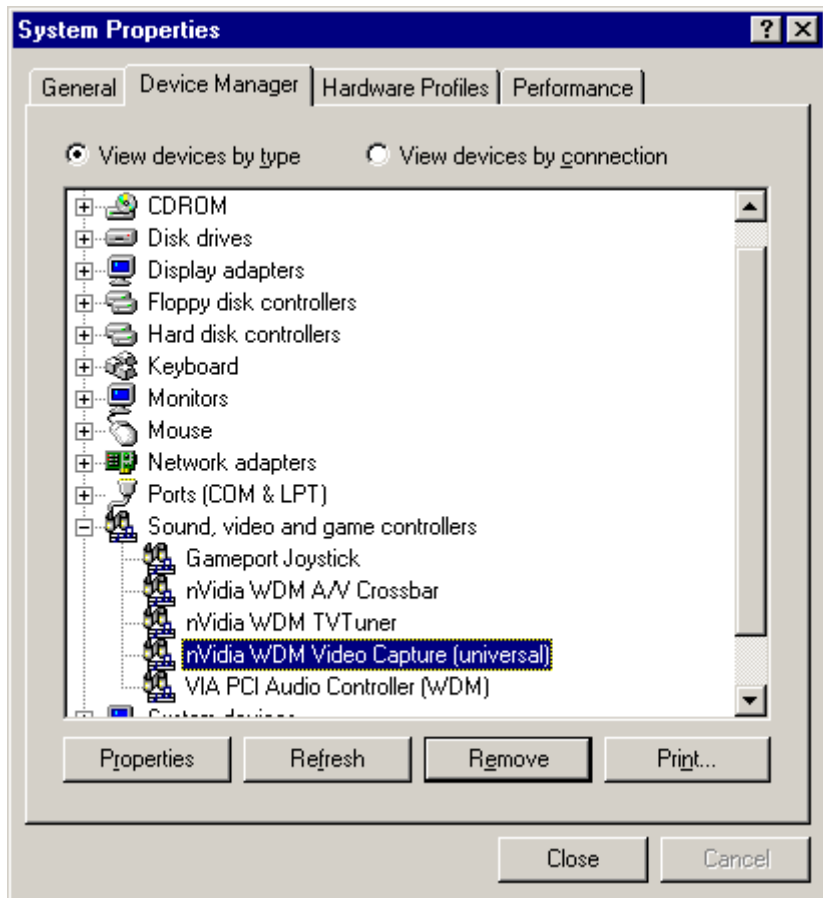 System Properties
General Device Manager Hardware Profiles Performance
View devices by type View devices by connection
CDROM
Disk drives
Display adapters
Floppy disk controllers
Hard disk controllers
Keyboard
Monitors
Mouse
Network adapters
Ports (COM & LPT)
Sound, video and game controllers
Gameport Joystick
nVidia WDM A/V Crossbar
nVidia WDM TVTuner
nVidia WDM Video Capture (universal)
VIA PCI Audio Controller (WDM)
System devices
Properties Refresh Remove Print...
Close Cancel